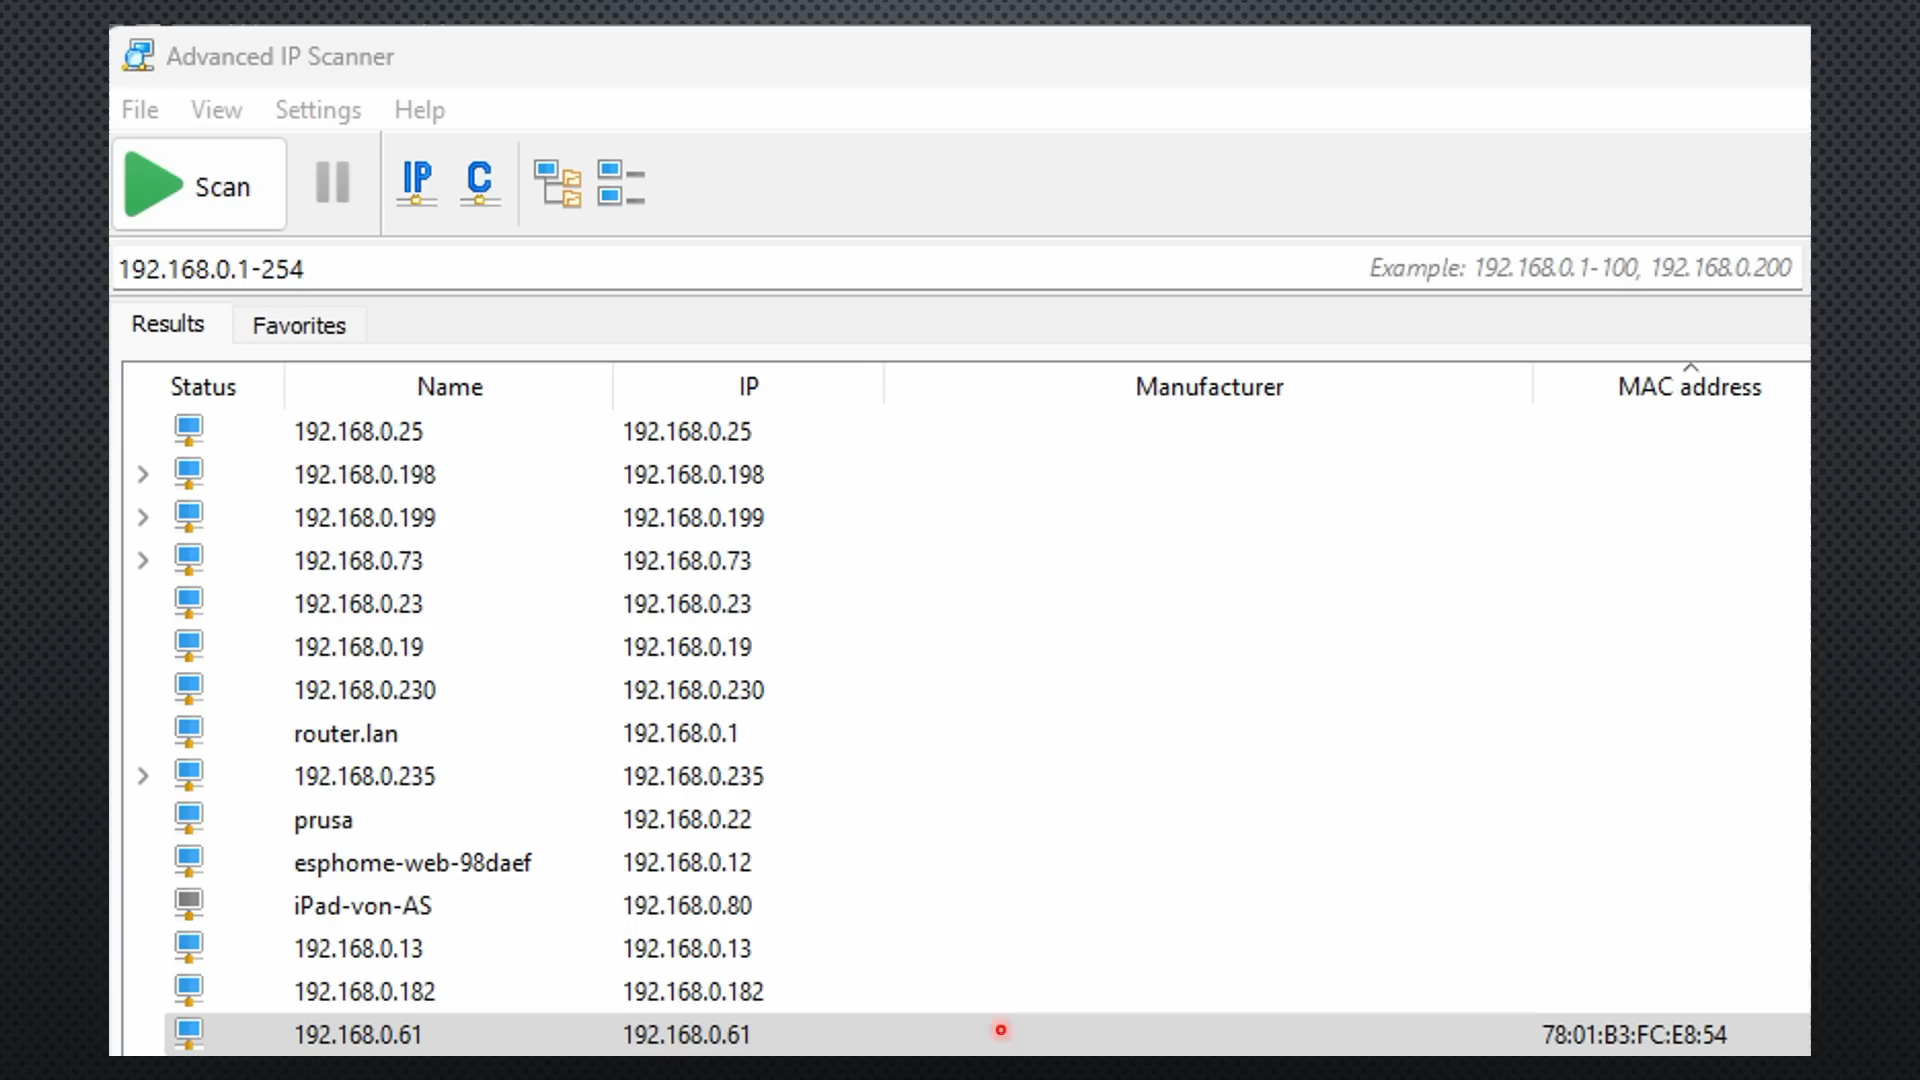 Advanced IP Scanner
File View Settings Help
Scan IP C
192.168.0.1-254 Example: 192.168.0.1-100, 192.168.0.200
Results Favorites
Status Name IP Manufacturer MAC address
192.168.0.25 192.168.0.25
192.168.0.198 192.168.0.198
192.168.0.199 192.168.0.199
192.168.0.73 192.168.0.73
192.168.0.23 192.168.0.23
192.168.0.19 192.168.0.19
192.168.0.230 192.168.0.230
router.lan 192.168.0.1
192.168.0.235 192.168.0.235
prusa 192.168.0.22
esphome-web-98daef 192.168.0.12
iPad-von-AS 192.168.0.80
192.168.0.13 192.168.0.13
192.168.0.182 192.168.0.182
192.168.0.61 192.168.0.61 78:01:B3:FC:E8:54